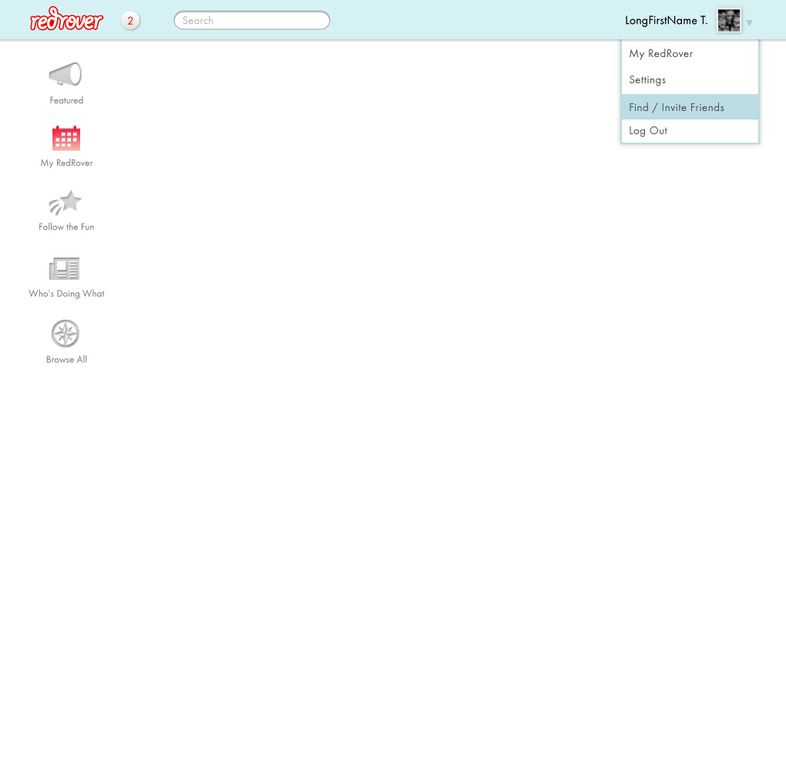 redrover
2
Search
LongFirstName T.
My RedRover
Settings
Find / Invite Friends
Log Out
Featured
My RedRover
Follow the Fun
Who's Doing What
Browse All